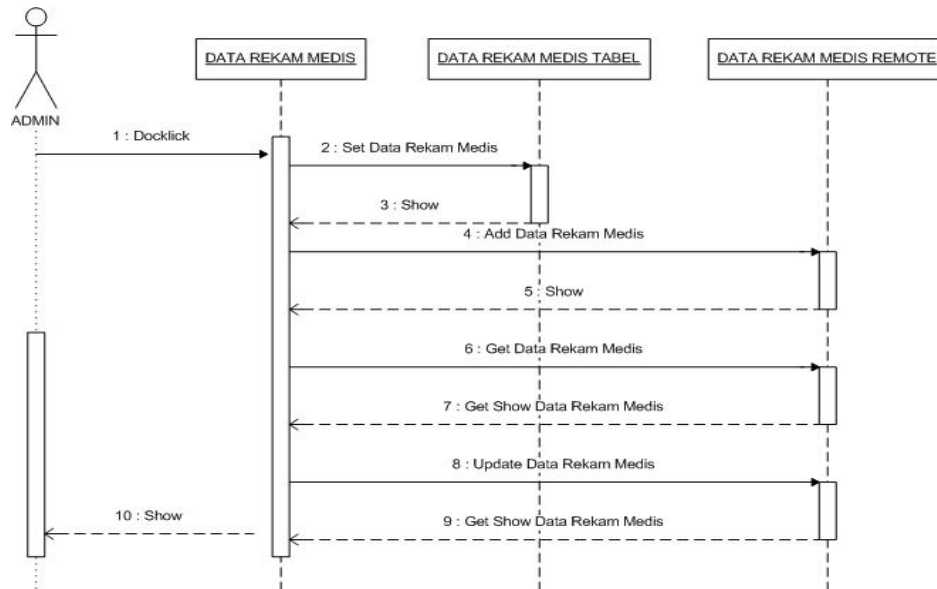 DATA REKAM MEDIS
DATA REKAM MEDIS TABEL
DATA REKAM MEDIS REMOTE
ADMIN
1 : Docklick
2 : Set Data Rekam Medis
3 : Show
4 : Add Data Rekam Medis
5 : Show
6 : Get Data Rekam Medis
7 : Get Show Data Rekam Medis
8 : Update Data Rekam Medis
10 : Show
9 : Get Show Data Rekam Medis